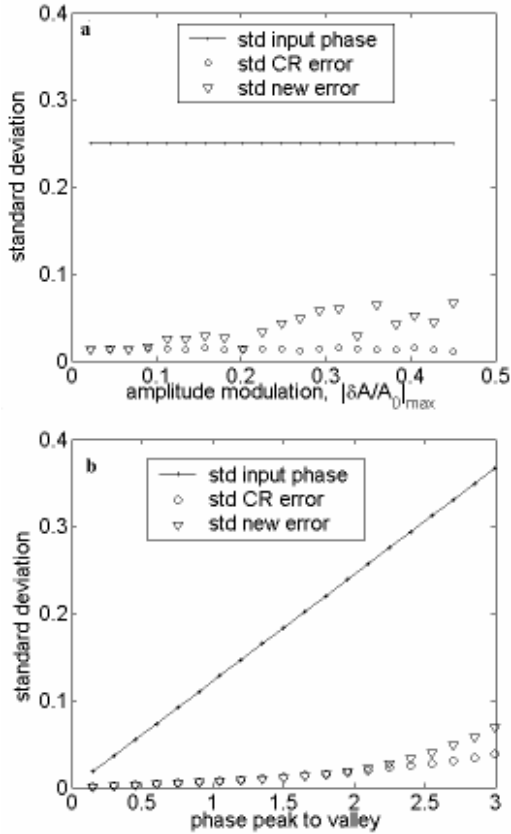 a
std input phase
std CR error
std new error
0.4
0.3
0.2
0.1
0
standard deviation
0 0.1 0.2 0.3 0.4 0.5
amplitude modulation, |δA/A0|max
b
std input phase
std CR error
std new error
0.4
0.3
0.2
0.1
0
standard deviation
0 0.5 1 1.5 2 2.5 3
phase peak to valley